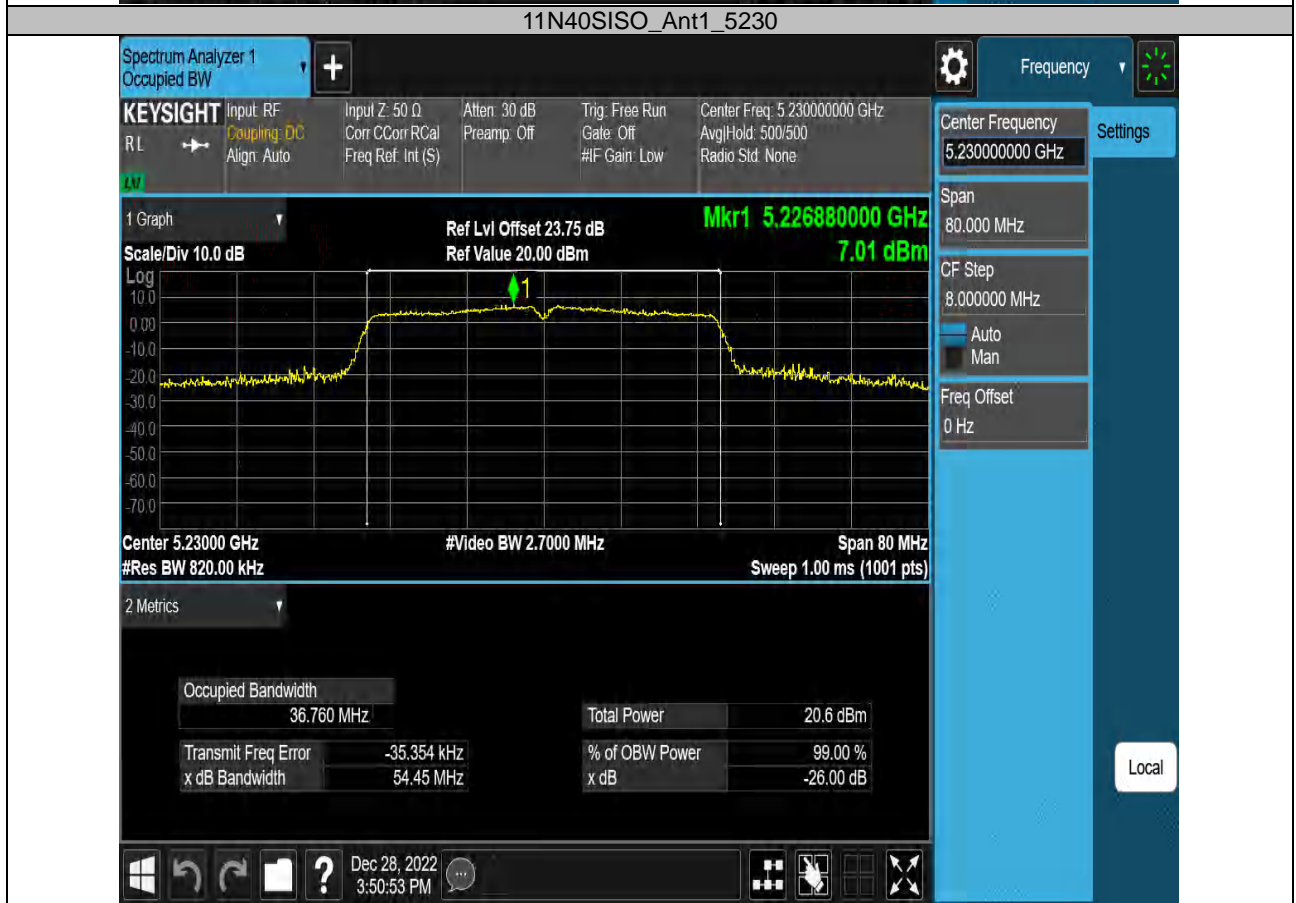 11N40SISO_Ant1_5230
Spectrum Analyzer 1
Occupied BW
Frequency
KEYSIGHT
RL
LW
Input: RF
Coupling: DC
Align: Auto
Input Z: 50 Ω
Corr CCorr RCal
Freq Ref: Int (S)
Atten: 30 dB
Preamp: Off
Trig: Free Run
Gate: Off
#IF Gain: Low
Center Freq: 5.230000000 GHz
Avg|Hold: 500/500
Radio Std: None
Center Frequency
5.230000000 GHz
Settings
Span
80.000 MHz
CF Step
8.000000 MHz
Auto
Man
Freq Offset
0 Hz
1 Graph
Scale/Div 10.0 dB
Ref Lvl Offset 23.75 dB
Ref Value 20.00 dBm
Mkr1 5.226880000 GHz
7.01 dBm
Log
1
10.0
0.00
-10.0
-20.0
-30.0
-40.0
-50.0
-60.0
-70.0
Center 5.23000 GHz
#Res BW 820.00 kHz
#Video BW 2.7000 MHz
Span 80 MHz
Sweep 1.00 ms (1001 pts)
2 Metrics
Occupied Bandwidth
36.760 MHz
Total Power 20.6 dBm
Transmit Freq Error -35.354 kHz
% of OBW Power 99.00 %
x dB Bandwidth 54.45 MHz
x dB -26.00 dB
Local
?
Dec 28, 2022
3:50:53 PM